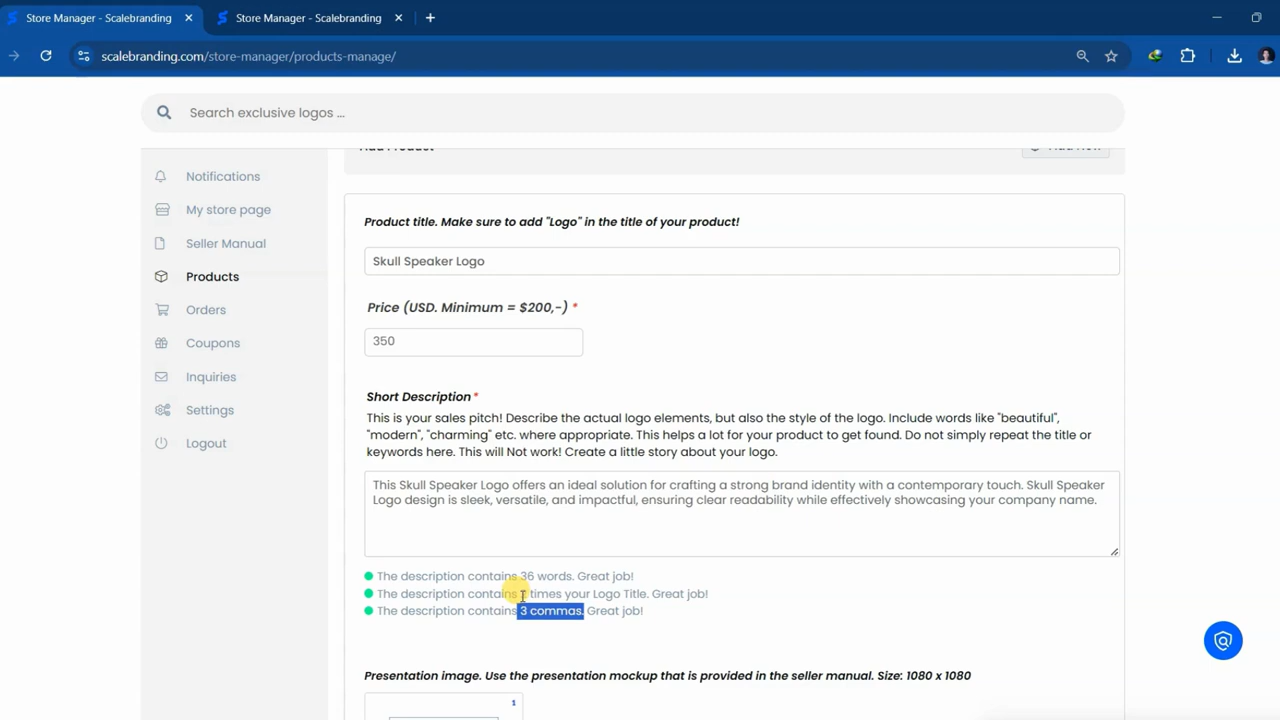 Store Manager - Scalebranding
Store Manager - Scalebranding
scalebranding.com/store-manager/products-manage/
Search exclusive logos ...
Notifications
My store page
Seller Manual
Products
Orders
Coupons
Inquiries
Settings
Logout
Product title. Make sure to add "Logo" in the title of your product!
Skull Speaker Logo
Price (USD. Minimum = $200,-) *
350
Short Description*
This is your sales pitch! Describe the actual logo elements, but also the style of the logo. Include words like "beautiful",
"modern", "charming" etc. where appropriate. This helps a lot for your product to get found. Do not simply repeat the title or
keywords here. This will Not work! Create a little story about your logo.
This Skull Speaker Logo offers an ideal solution for crafting a strong brand identity with a contemporary touch. Skull Speaker
Logo design is sleek, versatile, and impactful, ensuring clear readability while effectively showcasing your company name.
The description contains 36 words. Great job!
The description contains times your Logo Title. Great job!
The description contains 3 commas. Great job!
Presentation image. Use the presentation mockup that is provided in the seller manual. Size: 1080 x 1080
1